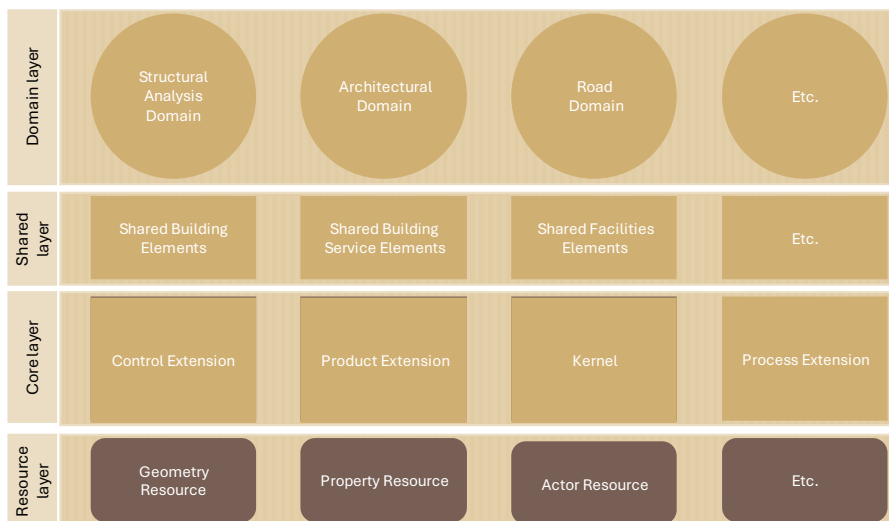 Domain layer
Structural
Analysis
Domain
Architectural
Domain
Road
Domain
Etc.
Shared
layer
Shared Building
Elements
Shared Building
Service Elements
Shared Facilities
Elements
Etc.
Core layer
Control Extension
Product Extension
Kernel
Process Extension
Resource
layer
Geometry
Resource
Property Resource
Actor Resource
Etc.